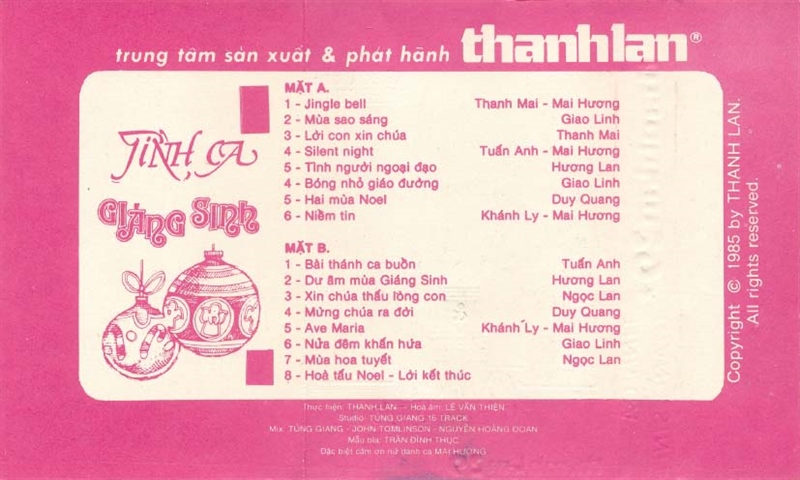 trung tâm sản xuất & phát hành thanhlan®
TÌNH CA
GIÁNG SINH
MẶT A.
1 - Jingle bell Thanh Mai - Mai Hương
2 - Mùa sao sáng Giao Linh
3 - Lời con xin chúa Thanh Mai
4 - Silent night Tuấn Anh - Mai Hương
5 - Tình người ngoại đạo Hương Lan
4 - Bóng nhỏ giáo đường Giao Linh
5 - Hai mùa Noel Duy Quang
6 - Niềm tin Khánh Ly - Mai Hương
MẶT B.
1 - Bài thánh ca buồn Tuấn Anh
2 - Dư âm mùa Giáng Sinh Hương Lan
3 - Xin chúa thấu lòng con Ngọc Lan
4 - Mừng chúa ra đời Duy Quang
5 - Ave Maria Khánh Ly - Mai Hương
6 - Nửa đêm khấn hứa Giao Linh
7 - Mùa hoa tuyết Ngọc Lan
8 - Hoà tấu Noel - Lời kết thúc
Thực hiện: THANH LAN - Hoà âm: LÊ VĂN THIỆN
Studio: TÙNG GIANG 16 TRACK
Mix: TÙNG GIANG - JOHN TOMLINSON - NGUYỄN HOÀNG ĐOAN
Mẫu bìa: TRẦN ĐÌNH THỤC
Đặc biệt cám ơn nữ danh ca MAI HƯƠNG
Copyright © 1985 by THANH LAN.
All rights reserved.